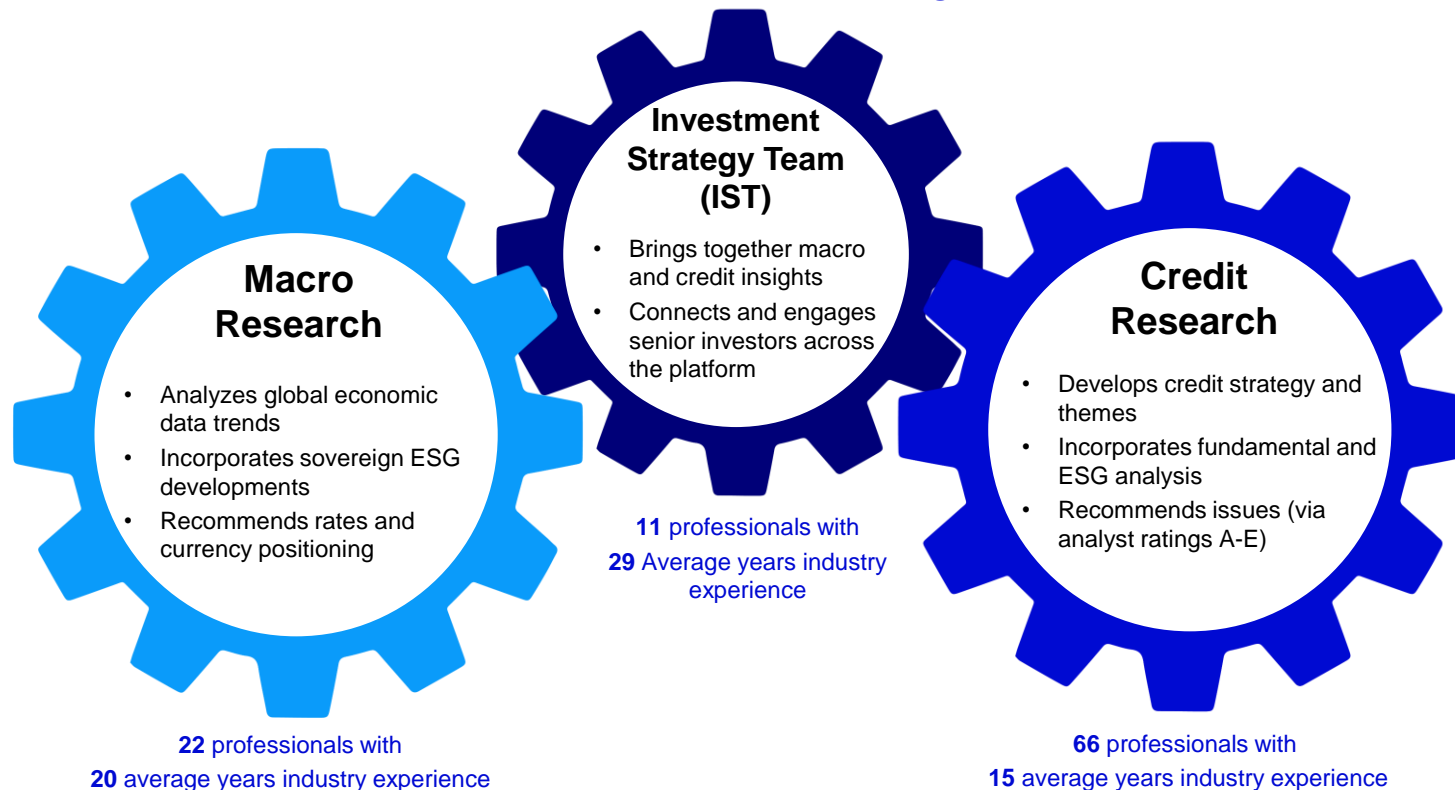 Investment
Strategy Team
(IST)
• Brings together macro
and credit insights
• Connects and engages
senior investors across
the platform
11 professionals with
29 Average years industry
experience
Macro
Research
• Analyzes global economic
data trends
• Incorporates sovereign ESG
developments
• Recommends rates and
currency positioning
22 professionals with
20 average years industry experience
Credit
Research
• Develops credit strategy and
themes
• Incorporates fundamental and
ESG analysis
• Recommends issues (via
analyst ratings A-E)
66 professionals with
15 average years industry experience